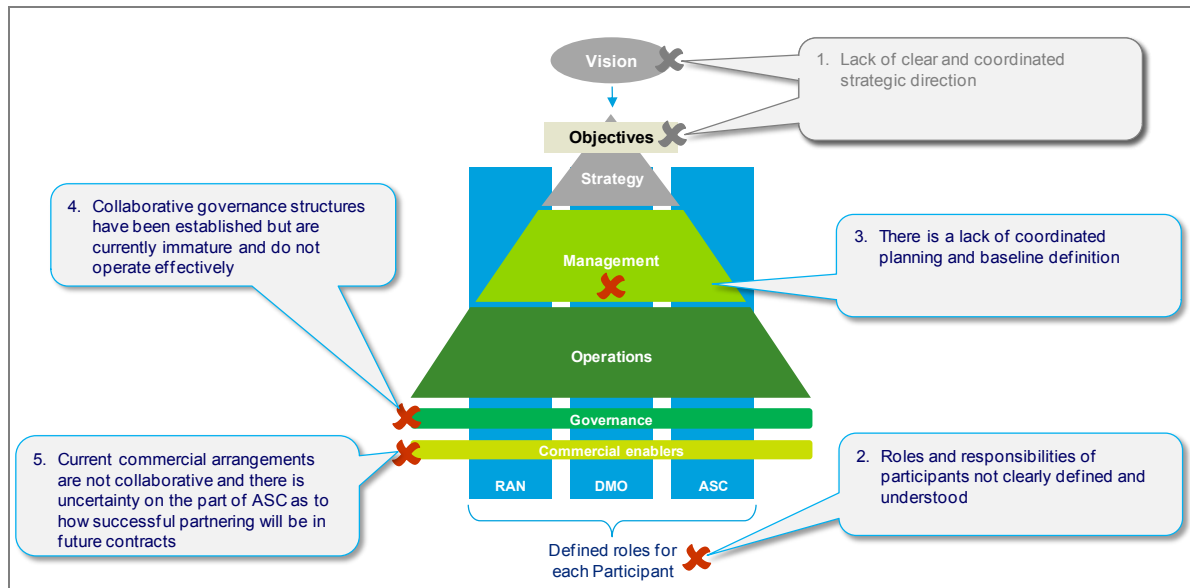 Vision
1. Lack of clear and coordinated
strategic direction
Objectives
Strategy
4. Collaborative governance structures
have been established but are
currently immature and do not
operate effectively
3. There is a lack of coordinated
planning and baseline definition
Management
Operations
Governance
5. Current commercial arrangements
are not collaborative and there is
uncertainty on the part of ASC as to
how successful partnering will be in
future contracts
Commercial enablers
2. Roles and responsibilities of
participants not clearly defined and
understood
RAN
DMO
ASC
Defined roles for
each Participant